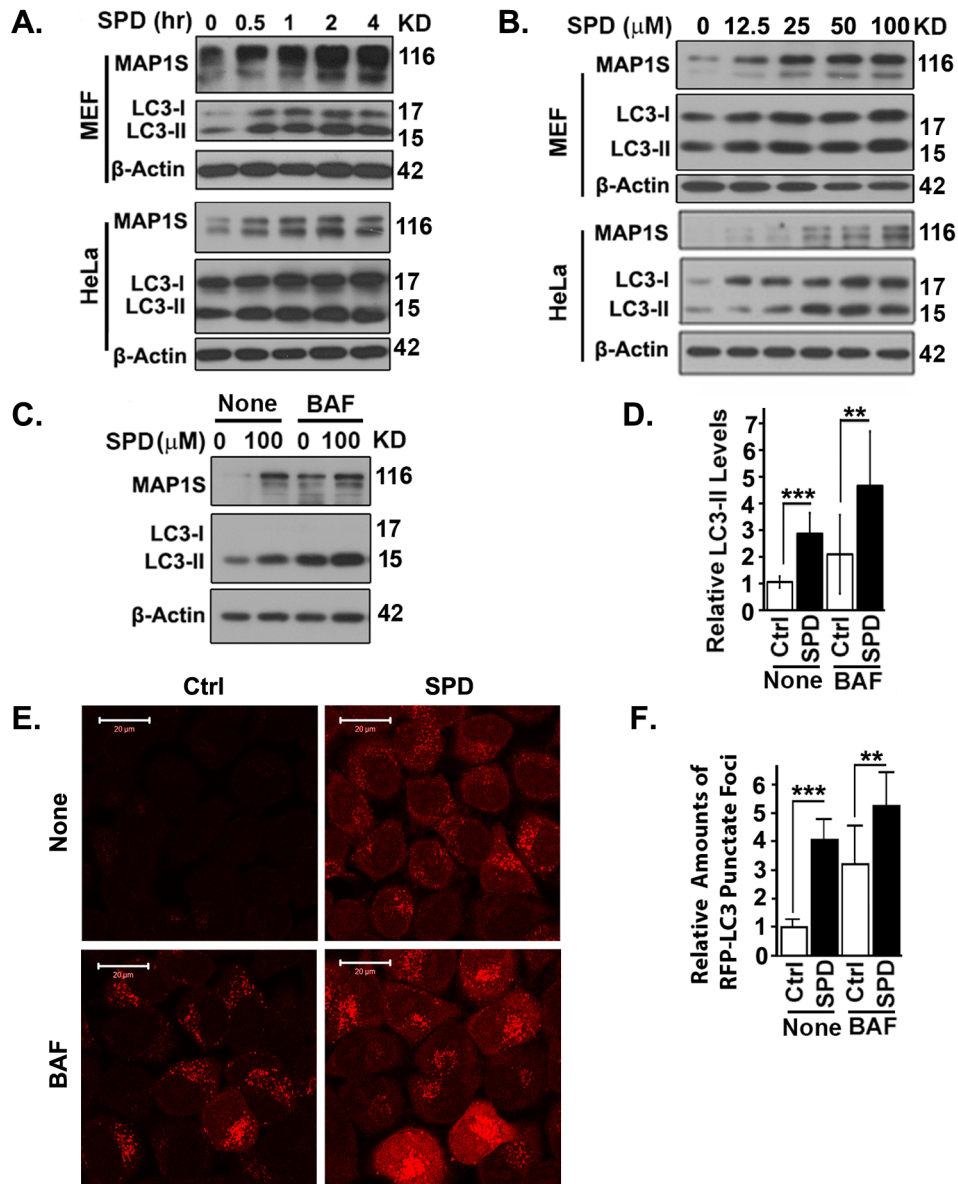 A.
SPD (hr) 0 0.5 1 2 4 KD
MEF
MAP1S 116
LC3-I 17
LC3-II 15
β-Actin 42
HeLa
MAP1S 116
LC3-I 17
LC3-II 15
β-Actin 42
B.
SPD (μM) 0 12.5 25 50 100 KD
MEF
MAP1S 116
LC3-I 17
LC3-II 15
β-Actin 42
HeLa
MAP1S 116
LC3-I 17
LC3-II 15
β-Actin 42
C.
None BAF
SPD (μM) 0 100 0 100 KD
MAP1S 116
LC3-I 17
LC3-II 15
β-Actin 42
D.
Relative LC3-II Levels
7
6
5
4
3
2
1
0
***
**
Ctrl SPD Ctrl SPD
None BAF
E.
Ctrl SPD
None
20 μm
20 μm
BAF
20 μm
20 μm
F.
Relative Amounts of
RFP-LC3 Punctate Foci
6
5
4
3
2
1
0
***
**
Ctrl SPD Ctrl SPD
None BAF